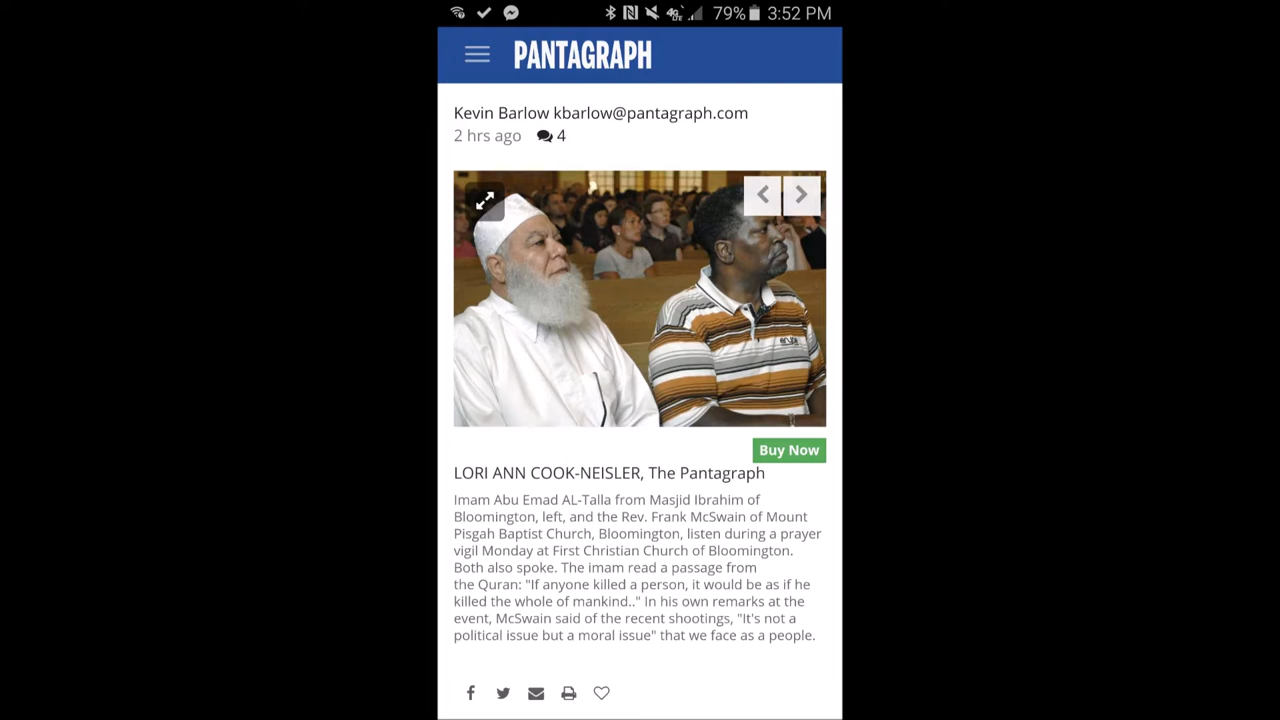 79% 3:52 PM
PANTAGRAPH
Kevin Barlow kbarlow@pantagraph.com
2 hrs ago 4
Buy Now
LORI ANN COOK-NEISLER, The Pantagraph
Imam Abu Emad AL-Talla from Masjid Ibrahim of
Bloomington, left, and the Rev. Frank McSwain of Mount
Pisgah Baptist Church, Bloomington, listen during a prayer
vigil Monday at First Christian Church of Bloomington.
Both also spoke. The imam read a passage from
the Quran: "If anyone killed a person, it would be as if he
killed the whole of mankind.." In his own remarks at the
event, McSwain said of the recent shootings, "It's not a
political issue but a moral issue" that we face as a people.